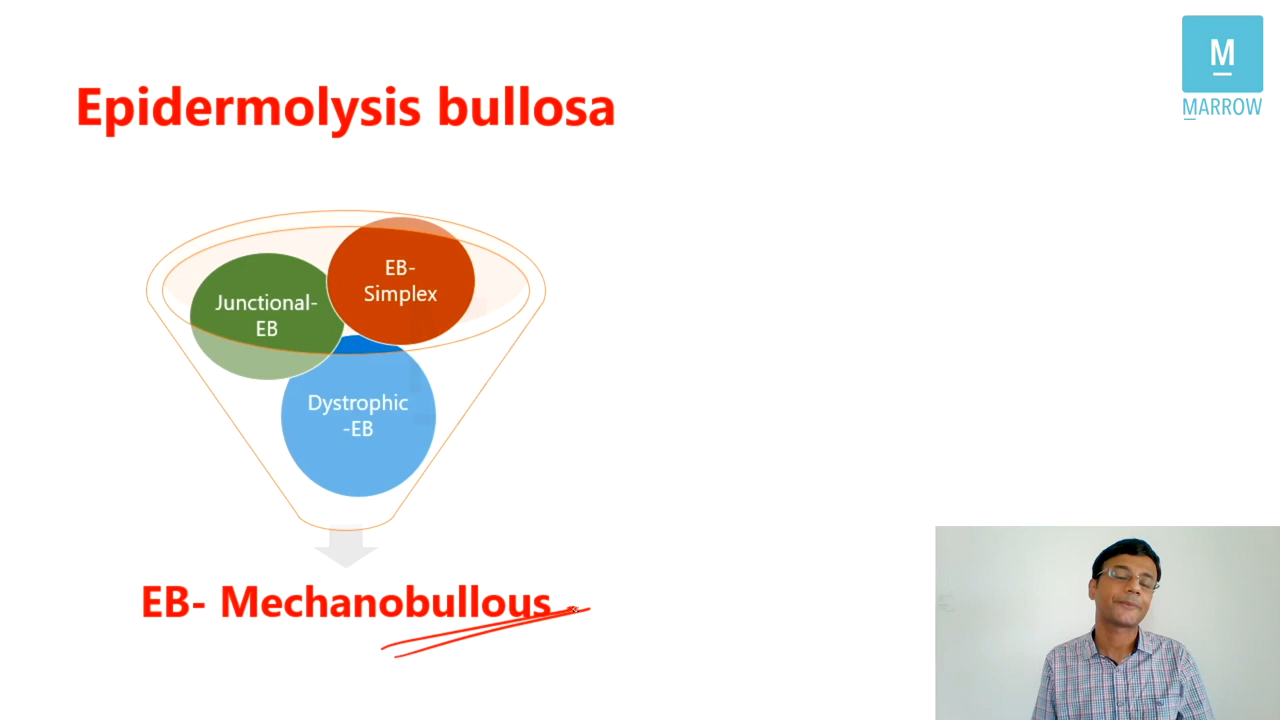 M
MARROW
Epidermolysis bullosa
EB-
Simplex
Junctional-
EB
Dystrophic
-EB
EB- Mechanobullous